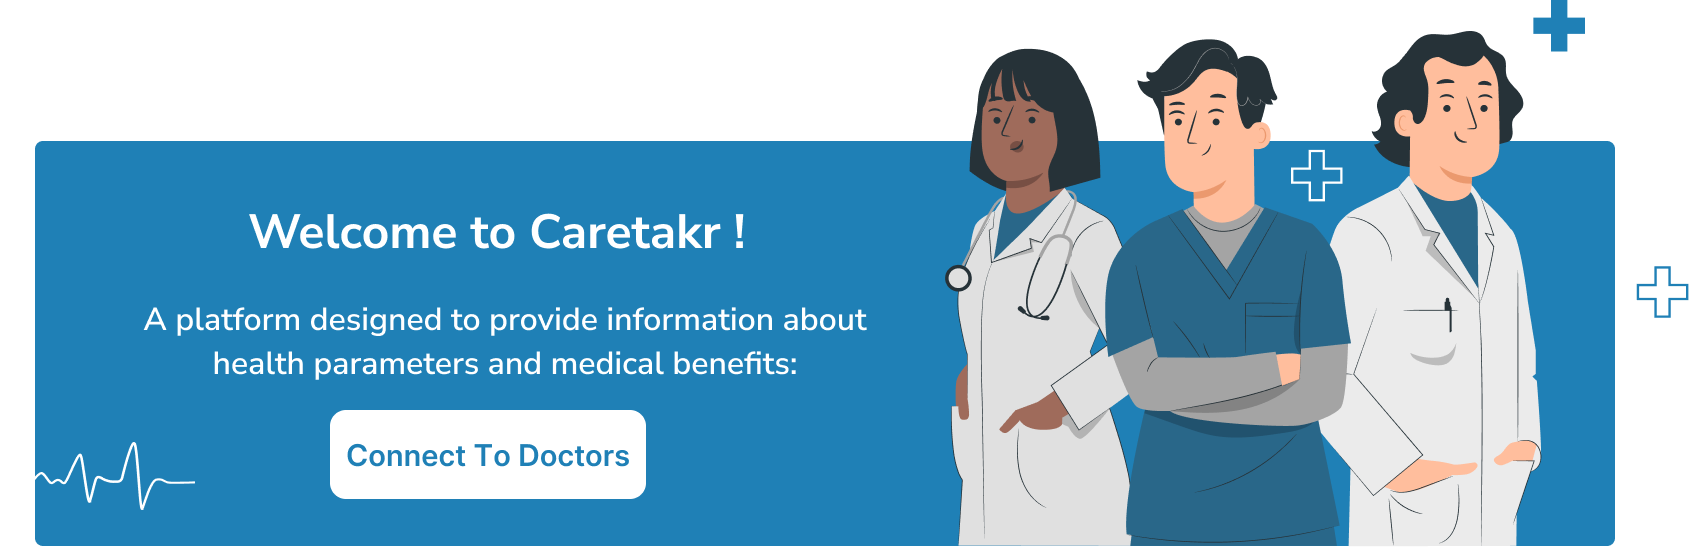 Welcome to Caretakr !
A platform designed to provide information about
health parameters and medical benefits:
Connect To Doctors